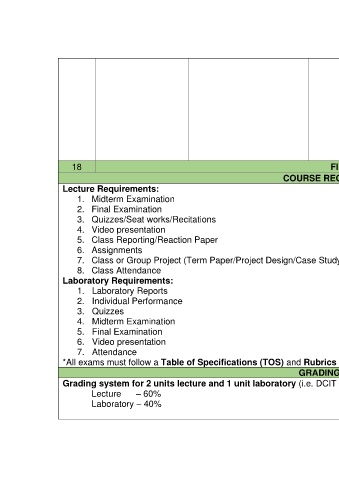 18 FI
COURSE REQ
Lecture Requirements:
1. Midterm Examination
2. Final Examination
3. Quizzes/Seat works/Recitations
4. Video presentation
5. Class Reporting/Reaction Paper
6. Assignments
7. Class or Group Project (Term Paper/Project Design/Case Study
8. Class Attendance
Laboratory Requirements:
1. Laboratory Reports
2. Individual Performance
3. Quizzes
4. Midterm Examination
5. Final Examination
6. Video presentation
7. Attendance
*All exams must follow a Table of Specifications (TOS) and Rubrics
GRADING
Grading system for 2 units lecture and 1 unit laboratory (i.e. DCIT
Lecture – 60%
Laboratory – 40%